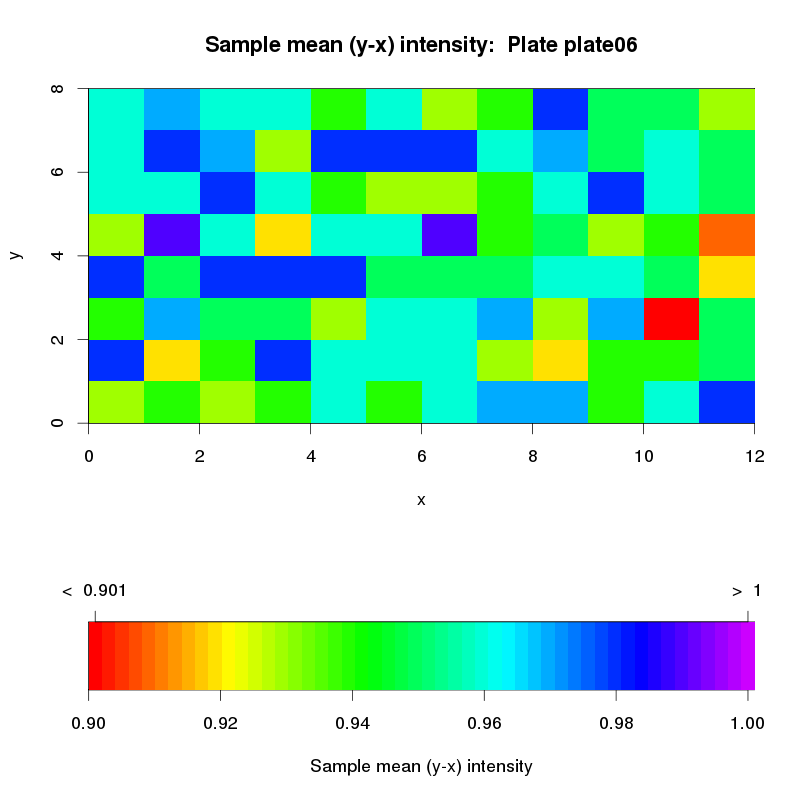 Sample mean (y-x) intensity:  Plate plate06
8
6
4
2
0
y
0 2 4 6 8 10 12
x
< 0.901 > 1
0.90 0.92 0.94 0.96 0.98 1.00
Sample mean (y-x) intensity